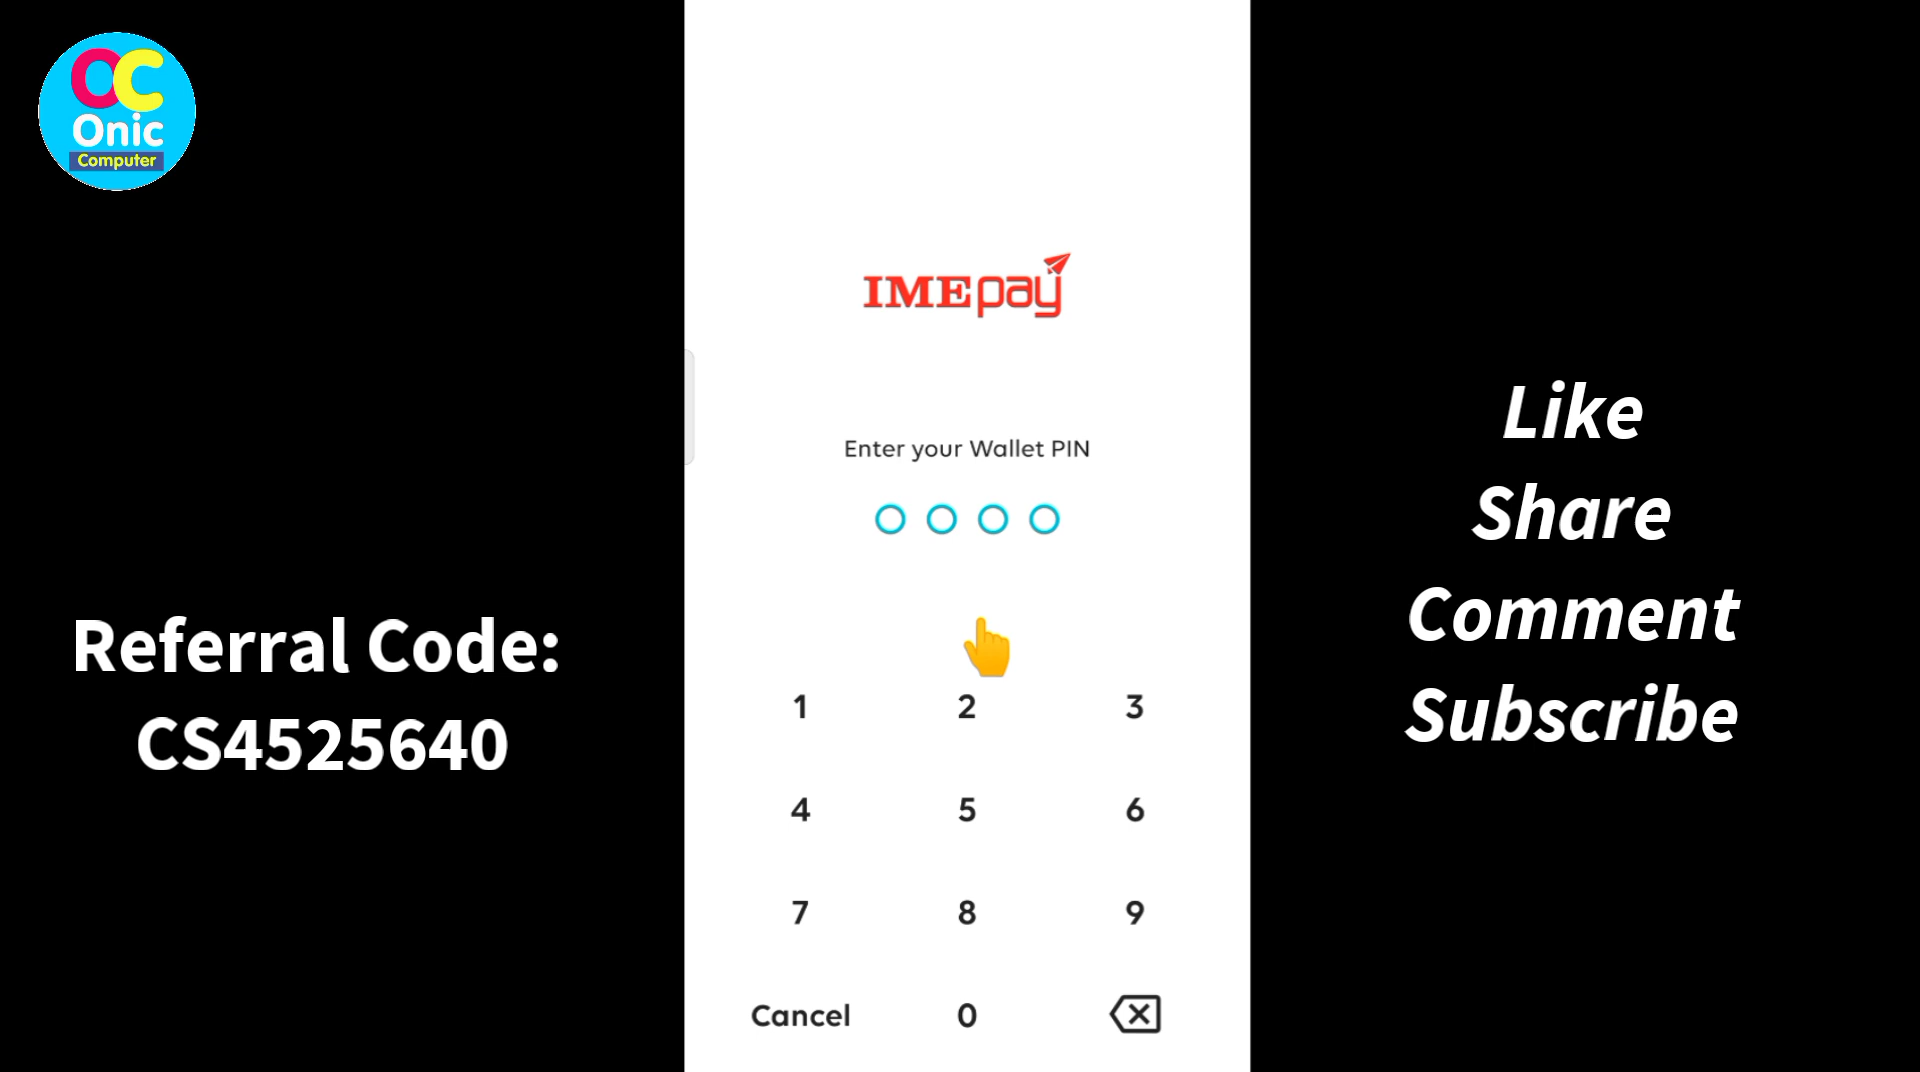 OC
Onic
Computer
Referral Code:
CS4525640
IMEpay
Enter your Wallet PIN
1 2 3
4 5 6
7 8 9
Cancel 0
Like
Share
Comment
Subscribe